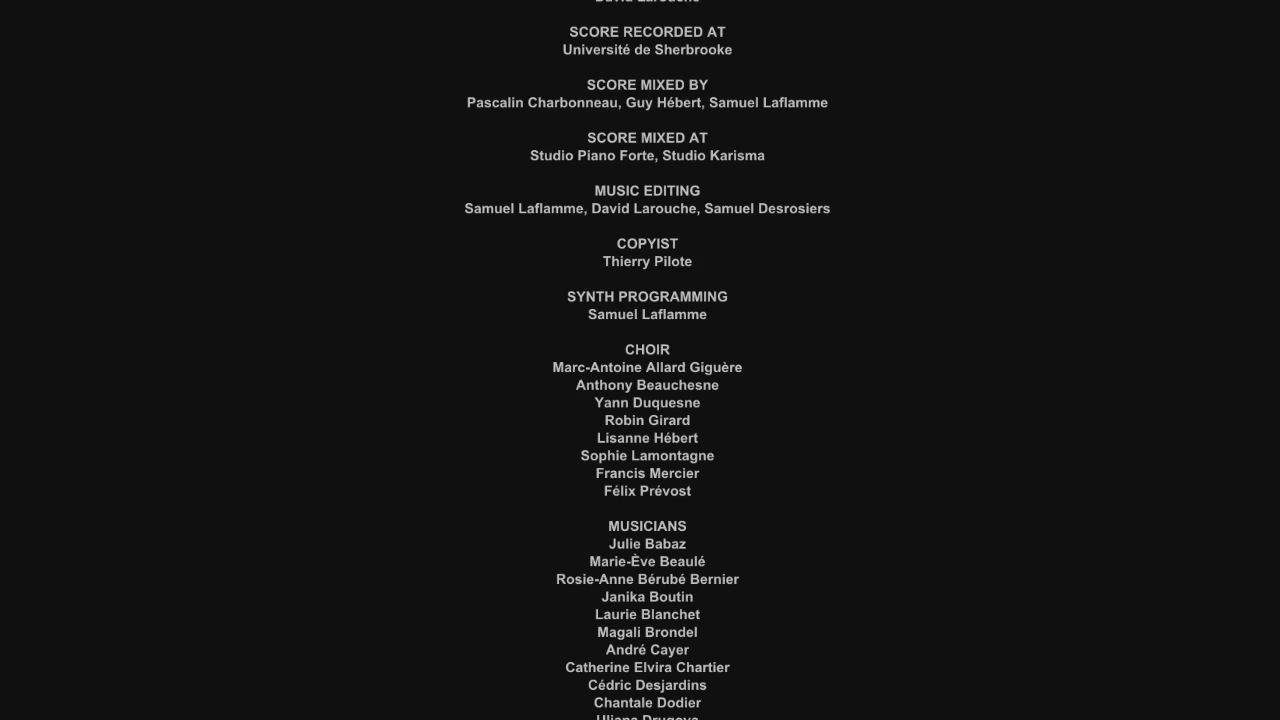 David Larouche
SCORE RECORDED AT
Université de Sherbrooke
SCORE MIXED BY
Pascalin Charbonneau, Guy Hébert, Samuel Laflamme
SCORE MIXED AT
Studio Piano Forte, Studio Karisma
MUSIC EDITING
Samuel Laflamme, David Larouche, Samuel Desrosiers
COPYIST
Thierry Pilote
SYNTH PROGRAMMING
Samuel Laflamme
CHOIR
Marc-Antoine Allard Giguère
Anthony Beauchesne
Yann Duquesne
Robin Girard
Lisanne Hébert
Sophie Lamontagne
Francis Mercier
Félix Prévost
MUSICIANS
Julie Babaz
Marie-Ève Beaulé
Rosie-Anne Bérubé Bernier
Janika Boutin
Laurie Blanchet
Magali Brondel
André Cayer
Catherine Elvira Chartier
Cédric Desjardins
Chantale Dodier